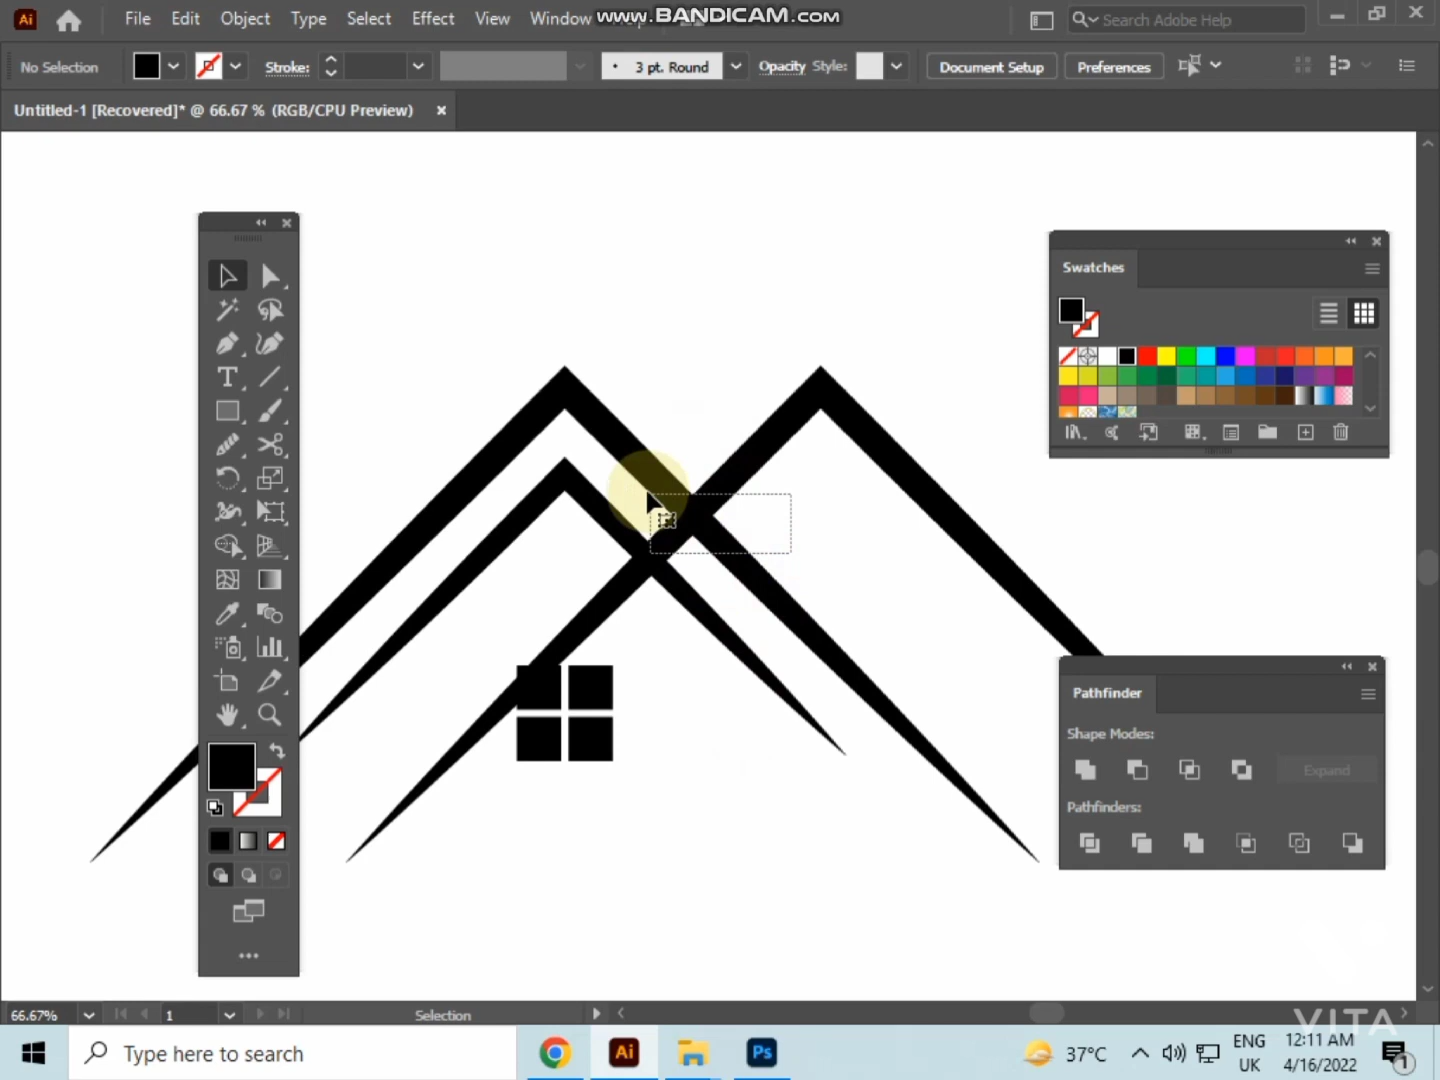 Ai File Edit Object Type Select Effect View Window www.BANDICAM.com Search Adobe Help
No Selection Stroke: 3 pt. Round Opacity Style: Document Setup Preferences
Untitled-1 [Recovered]* @ 66.67 % (RGB/CPU Preview)
Swatches
Pathfinder
Shape Modes:
Expand
Pathfinders:
66.67% 1 Selection
VITA
Type here to search Ai Ps 37°C ENG 12:11 AM
UK 4/16/2022 1